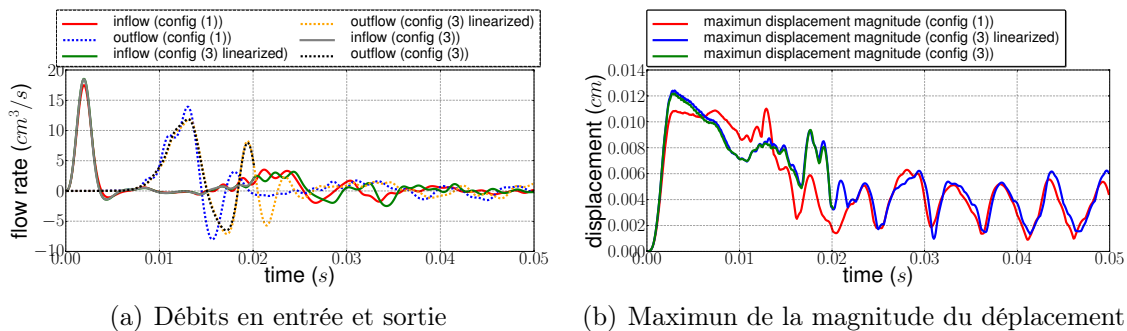 inflow (config (1))
outflow (config (1))
inflow (config (3) linearized)
outflow (config (3) linearized)
inflow (config (3))
outflow (config (3))
20
15
10
5
0
−5
−10
flow rate (cm³/s)
0.00
0.01
0.02
0.03
0.04
0.05
time (s)
(a) Débits en entrée et sortie
maximun displacement magnitude (config (1))
maximun displacement magnitude (config (3) linearized)
maximun displacement magnitude (config (3))
0.014
0.012
0.010
0.008
0.006
0.004
0.002
0.000
displacement (cm)
0.00
0.01
0.02
0.03
0.04
0.05
time (s)
(b) Maximun de la magnitude du déplacement